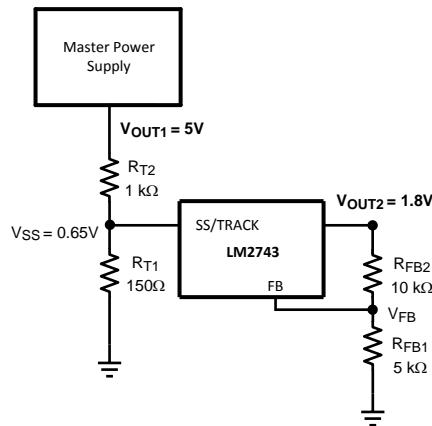 Master Power
Supply
VOUT1 = 5V
RT2
1 kΩ
VSS = 0.65V
RT1
150Ω
SS/TRACK
LM2743
FB
VOUT2 = 1.8V
RFB2
10 kΩ
VFB
RFB1
5 kΩ